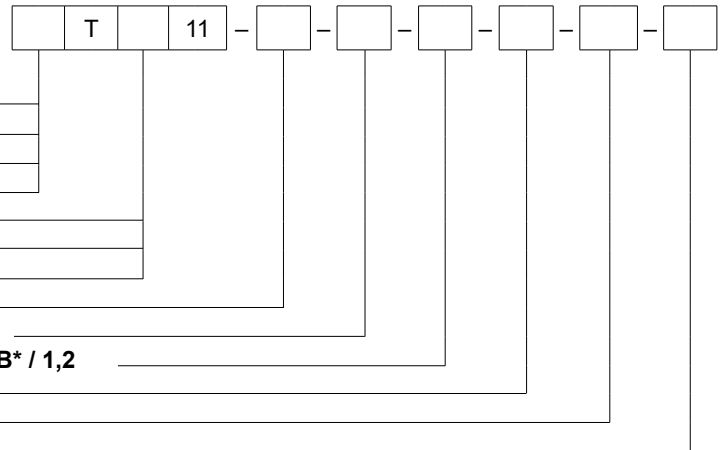 T 11 – – – – – –
В* / 1,2